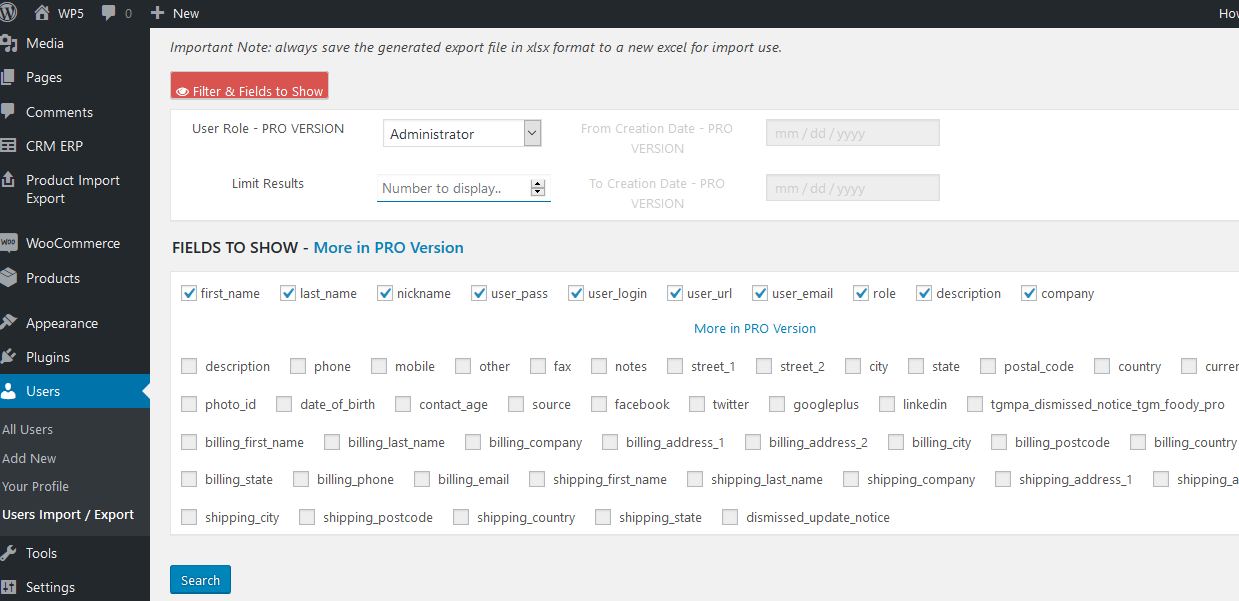 WP5 0 New Hov
Media
Pages
Comments
CRM ERP
Product Import
Export
WOO WooCommerce
Products
Appearance
Plugins
Users
All Users
Add New
Your Profile
Users Import / Export
Tools
Settings
Important Note: always save the generated export file in xlsx format to a new excel for import use.
Filter & Fields to Show
User Role - PRO VERSION Administrator From Creation Date - PRO
VERSION mm / dd / yyyy
Limit Results Number to display.. To Creation Date - PRO
VERSION mm / dd / yyyy
FIELDS TO SHOW - More in PRO Version
first_name last_name nickname user_pass user_login user_url user_email role description company
More in PRO Version
description phone mobile other fax notes street_1 street_2 city state postal_code country curren
photo_id date_of_birth contact_age source facebook twitter googleplus linkedin tgmpa_dismissed_notice_tgm_foody_pro
billing_first_name billing_last_name billing_company billing_address_1 billing_address_2 billing_city billing_postcode billing_country
billing_state billing_phone billing_email shipping_first_name shipping_last_name shipping_company shipping_address_1 shipping_a
shipping_city shipping_postcode shipping_country shipping_state dismissed_update_notice
Search